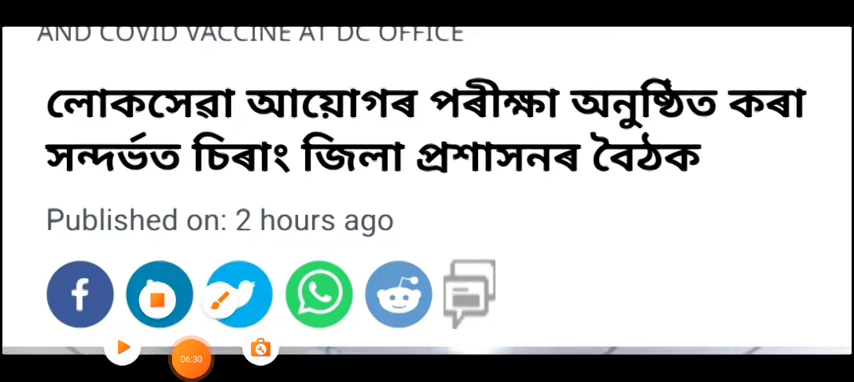 AND COVID VACCINE AT DC OFFICE
লোকসেৱা আয়োগৰ পৰীক্ষা অনুষ্ঠিত কৰা
সন্দৰ্ভত চিৰাং জিলা প্ৰশাসনৰ বৈঠক
Published on: 2 hours ago
06:30